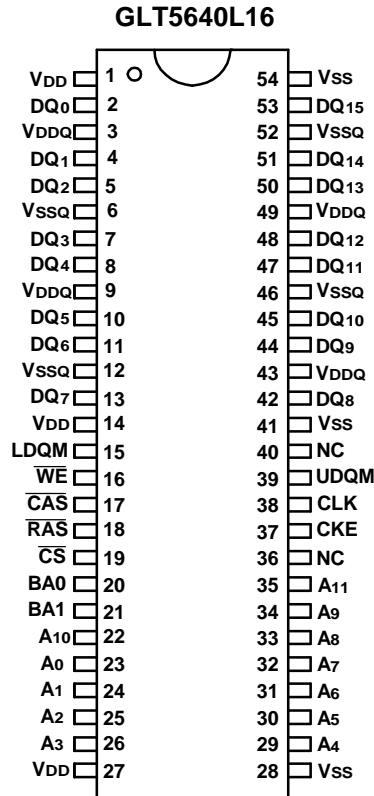 GLT5640L16
VDD 1 54 VSS
DQ0 2 53 DQ15
VDDQ 3 52 VSSQ
DQ1 4 51 DQ14
DQ2 5 50 DQ13
VSSQ 6 49 VDDQ
DQ3 7 48 DQ12
DQ4 8 47 DQ11
VDDQ 9 46 VSSQ
DQ5 10 45 DQ10
DQ6 11 44 DQ9
VSSQ 12 43 VDDQ
DQ7 13 42 DQ8
VDD 14 41 VSS
LDQM 15 40 NC
W̅E̅ 16 39 UDQM
C̅A̅S̅ 17 38 CLK
R̅A̅S̅ 18 37 CKE
C̅S̅ 19 36 NC
BA0 20 35 A11
BA1 21 34 A9
A10 22 33 A8
A0 23 32 A7
A1 24 31 A6
A2 25 30 A5
A3 26 29 A4
VDD 27 28 VSS